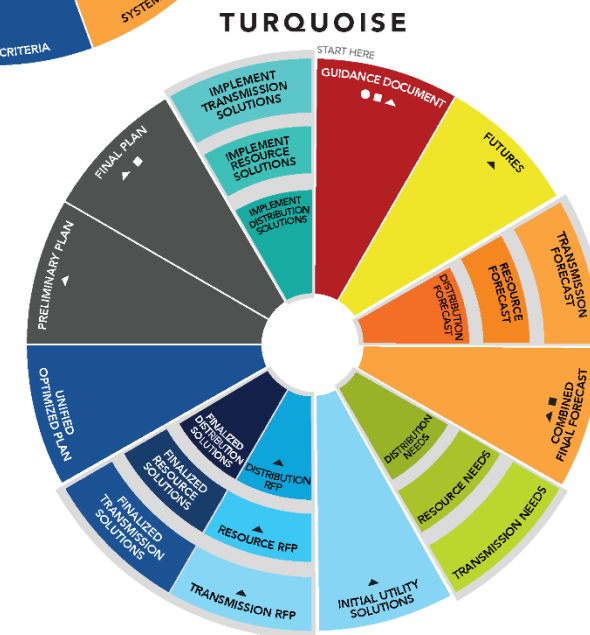 CRITERIA
TURQUOISE
START HERE
GUIDANCE DOCUMENT
FUTURES
TRANSMISSION
FORECAST
RESOURCE
FORECAST
DISTRIBUTION
FORECAST
COMBINED
FINAL FORECAST
DISTRIBUTION
NEEDS
RESOURCE NEEDS
TRANSMISSION NEEDS
INITIAL UTILITY
SOLUTIONS
DISTRIBUTION
RFP
RESOURCE RFP
TRANSMISSION RFP
FINALIZED
DISTRIBUTION
SOLUTIONS
FINALIZED
RESOURCE
SOLUTIONS
FINALIZED
TRANSMISSION
SOLUTIONS
UNIFIED
OPTIMIZED PLAN
PRELIMINARY PLAN
FINAL PLAN
IMPLEMENT
TRANSMISSION
SOLUTIONS
IMPLEMENT
RESOURCE
SOLUTIONS
IMPLEMENT
DISTRIBUTION
SOLUTIONS